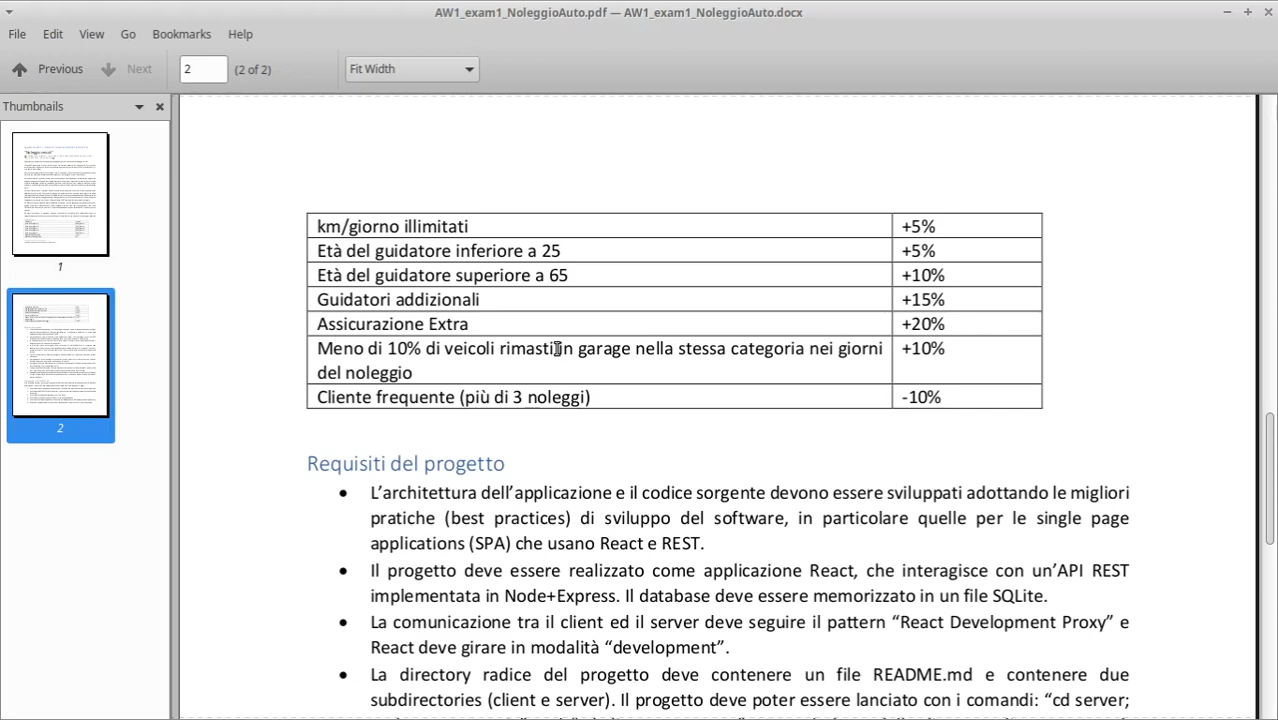 AW1_exam1_NoleggioAuto.pdf — AW1_exam1_NoleggioAuto.docx
File Edit View Go Bookmarks Help
Previous Next 2 (2 of 2) Fit Width
Thumbnails
1
2
km/giorno illimitati +5%
Età del guidatore inferiore a 25 +5%
Età del guidatore superiore a 65 +10%
Guidatori addizionali +15%
Assicurazione Extra +20%
Meno di 10% di veicoli rimasti in garage nella stessa categoria nei giorni +10%
del noleggio
Cliente frequente (più di 3 noleggi) -10%
Requisiti del progetto
• L’architettura dell’applicazione e il codice sorgente devono essere sviluppati adottando le migliori
pratiche (best practices) di sviluppo del software, in particolare quelle per le single page
applications (SPA) che usano React e REST.
• Il progetto deve essere realizzato come applicazione React, che interagisce con un’API REST
implementata in Node+Express. Il database deve essere memorizzato in un file SQLite.
• La comunicazione tra il client ed il server deve seguire il pattern “React Development Proxy” e
React deve girare in modalità “development”.
• La directory radice del progetto deve contenere un file README.md e contenere due
subdirectories (client e server). Il progetto deve poter essere lanciato con i comandi: “cd server;